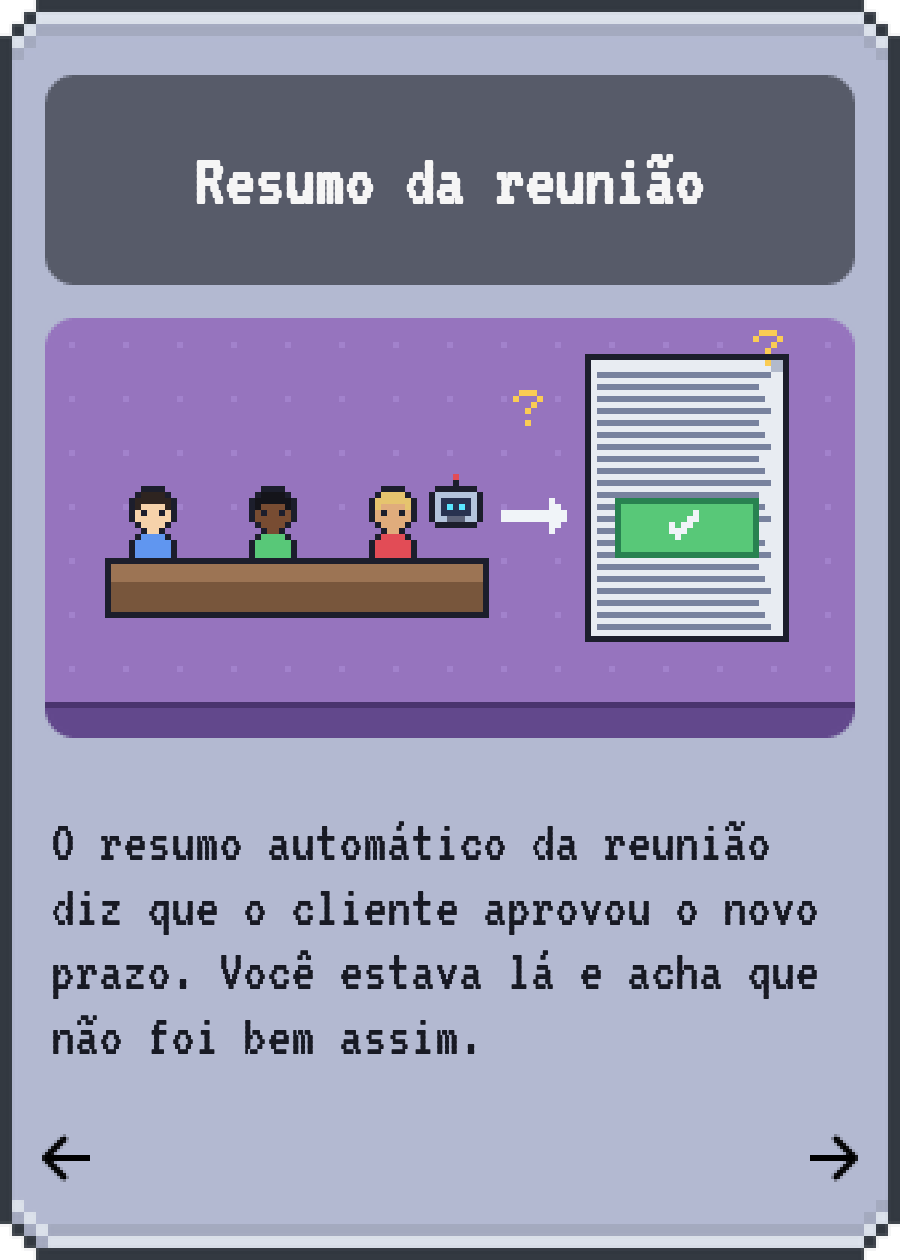 Resumo da reunião
?
?
O resumo automático da reunião
diz que o cliente aprovou o novo
prazo. Você estava lá e acha que
não foi bem assim.